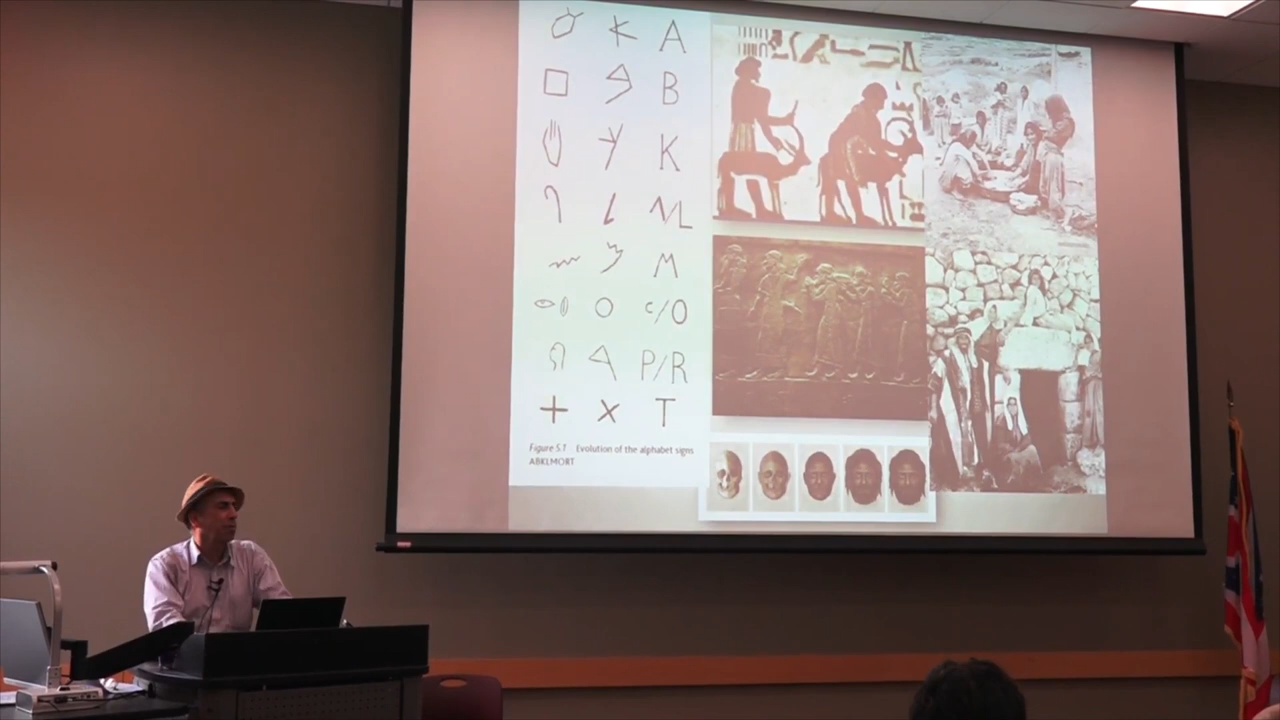 A
B
K
L
M
O
P/R
T
Figure 5.1 Evolution of the alphabet signs
ABKLMORT